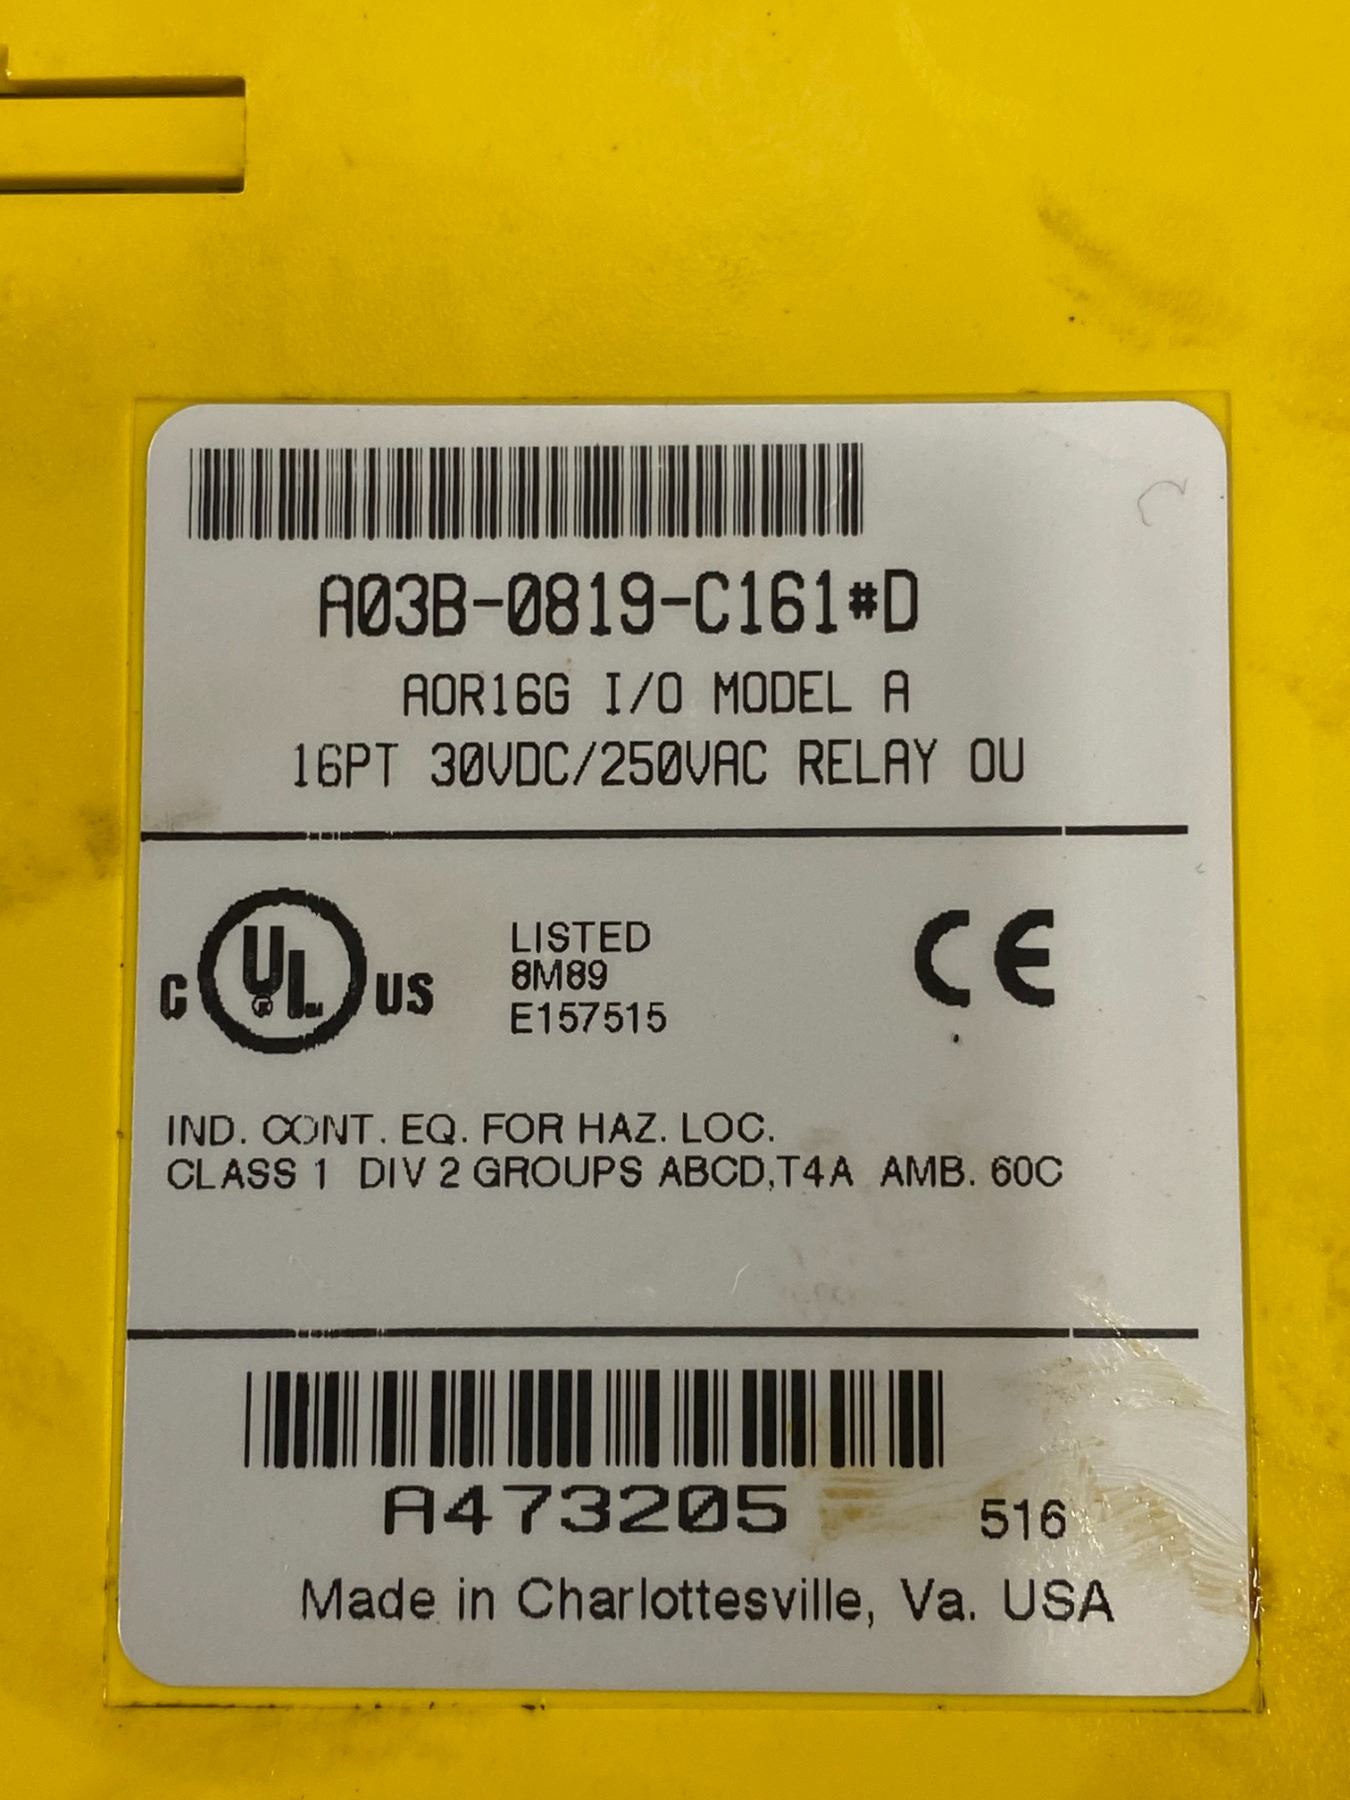 A03B-0819-C161#D
AOR16G I/O MODEL A
16PT 30VDC/250VAC RELAY OU
C UL US
LISTED
8M89
E157515
CE
IND. CONT. EQ. FOR HAZ. LOC.
CLASS 1 DIV 2 GROUPS ABCD,T4A AMB. 60C
A473205
516
Made in Charlottesville, Va. USA